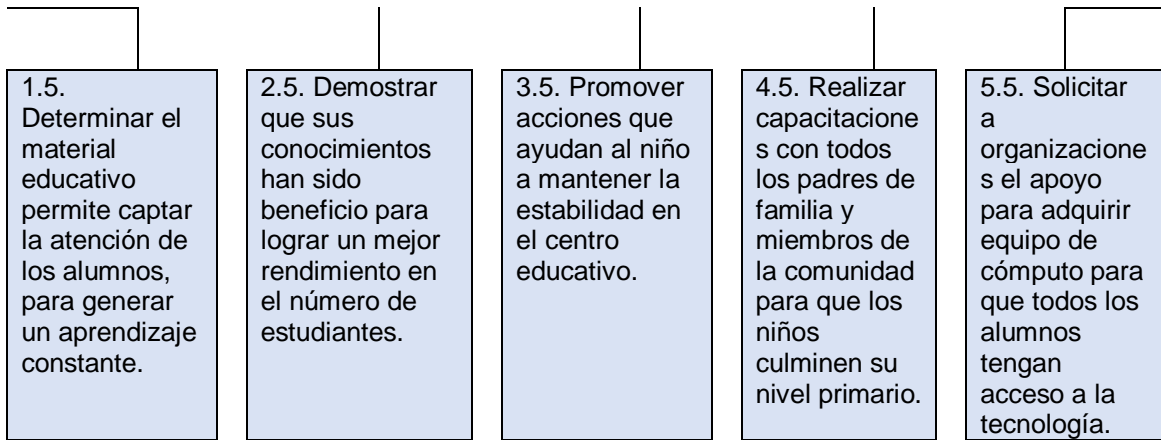 1.5.
Determinar el
material
educativo
permite captar
la atención de
los alumnos,
para generar
un aprendizaje
constante.
2.5. Demostrar
que sus
conocimientos
han sido
beneficio para
lograr un mejor
rendimiento en
el número de
estudiantes.
3.5. Promover
acciones que
ayudan al niño
a mantener la
estabilidad en
el centro
educativo.
4.5. Realizar
capacitacione
s con todos
los padres de
familia y
miembros de
la comunidad
para que los
niños
culminen su
nivel primario.
5.5. Solicitar
a
organizacione
s el apoyo
para adquirir
equipo de
cómputo para
que todos los
alumnos
tengan
acceso a la
tecnología.